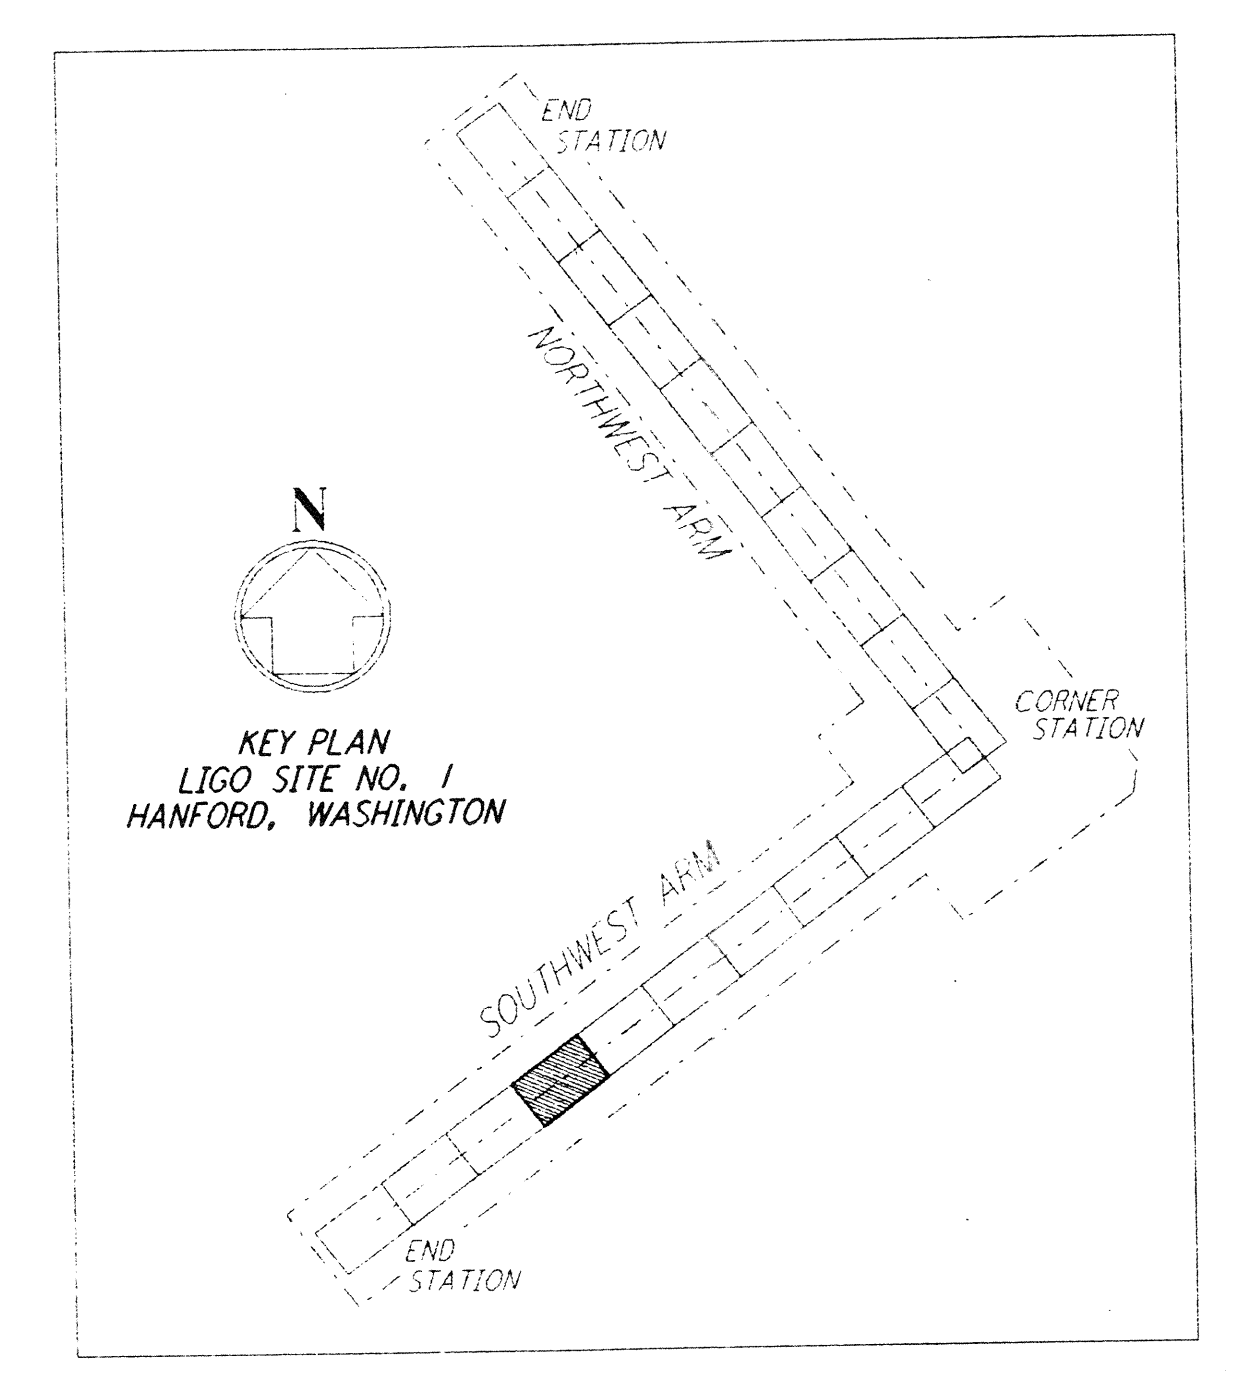 END
STATION
NORTHWEST ARM
N
CORNER
STATION
KEY PLAN
LIGO SITE NO. 1
HANFORD, WASHINGTON
SOUTHWEST ARM
END
STATION